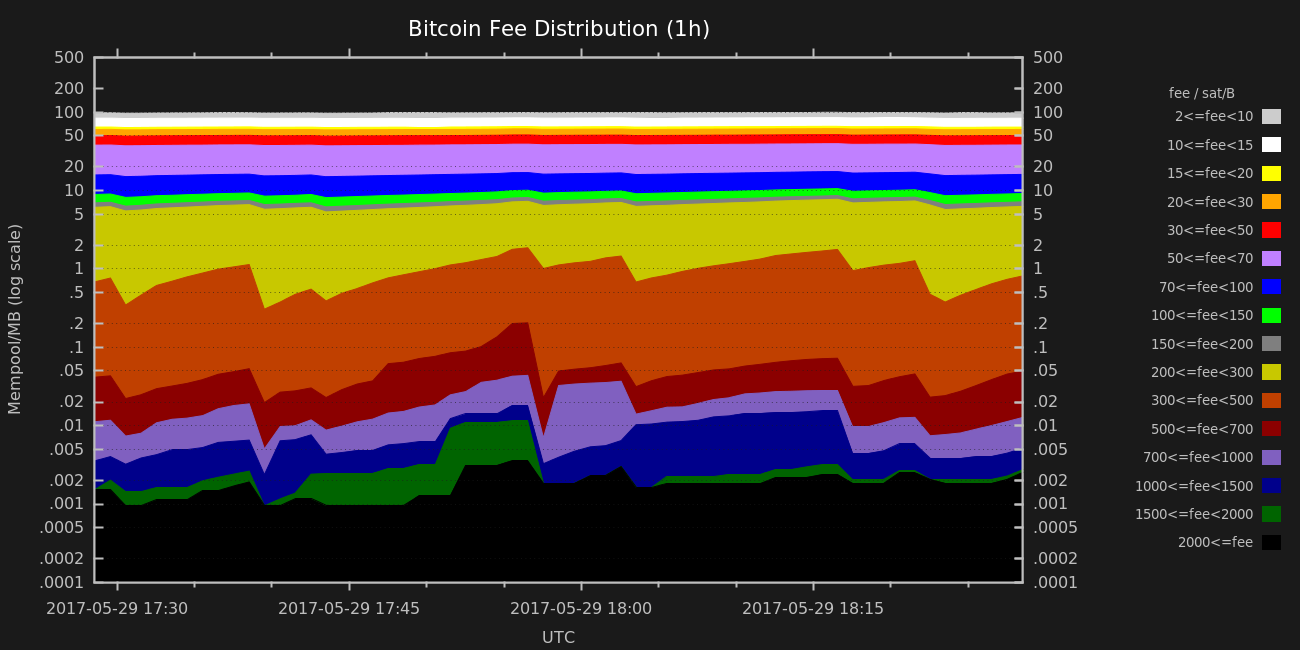 Bitcoin Fee Distribution (1h)
500
200
100
50
20
10
5
2
1
.5
.2
.1
.05
.02
.01
.005
.002
.001
.0005
.0002
.0001
Mempool/MB (log scale)
500
200
100
50
20
10
5
2
1
.5
.2
.1
.05
.02
.01
.005
.002
.001
.0005
.0002
.0001
2017-05-29 17:30
2017-05-29 17:45
2017-05-29 18:00
2017-05-29 18:15
UTC
fee / sat/B
2<=fee<10
10<=fee<15
15<=fee<20
20<=fee<30
30<=fee<50
50<=fee<70
70<=fee<100
100<=fee<150
150<=fee<200
200<=fee<300
300<=fee<500
500<=fee<700
700<=fee<1000
1000<=fee<1500
1500<=fee<2000
2000<=fee